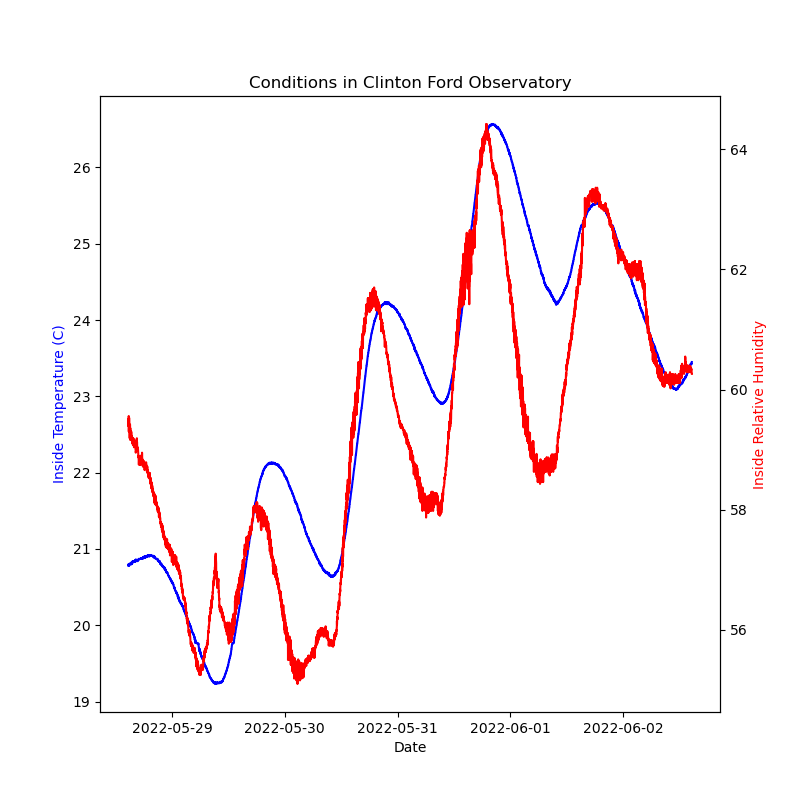 Conditions in Clinton Ford Observatory
26
25
24
23
22
21
20
19
Inside Temperature (C)
64
62
60
58
56
Inside Relative Humidity
2022-05-29 2022-05-30 2022-05-31 2022-06-01 2022-06-02
Date